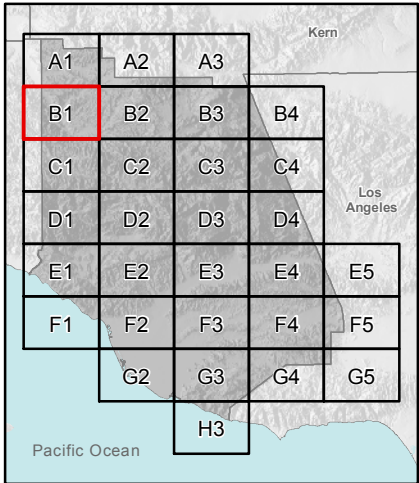 Kern
A1 A2 A3
B1 B2 B3 B4
C1 C2 C3 C4
Los
Angeles
D1 D2 D3 D4
E1 E2 E3 E4 E5
F1 F2 F3 F4 F5
G2 G3 G4 G5
H3
Pacific Ocean